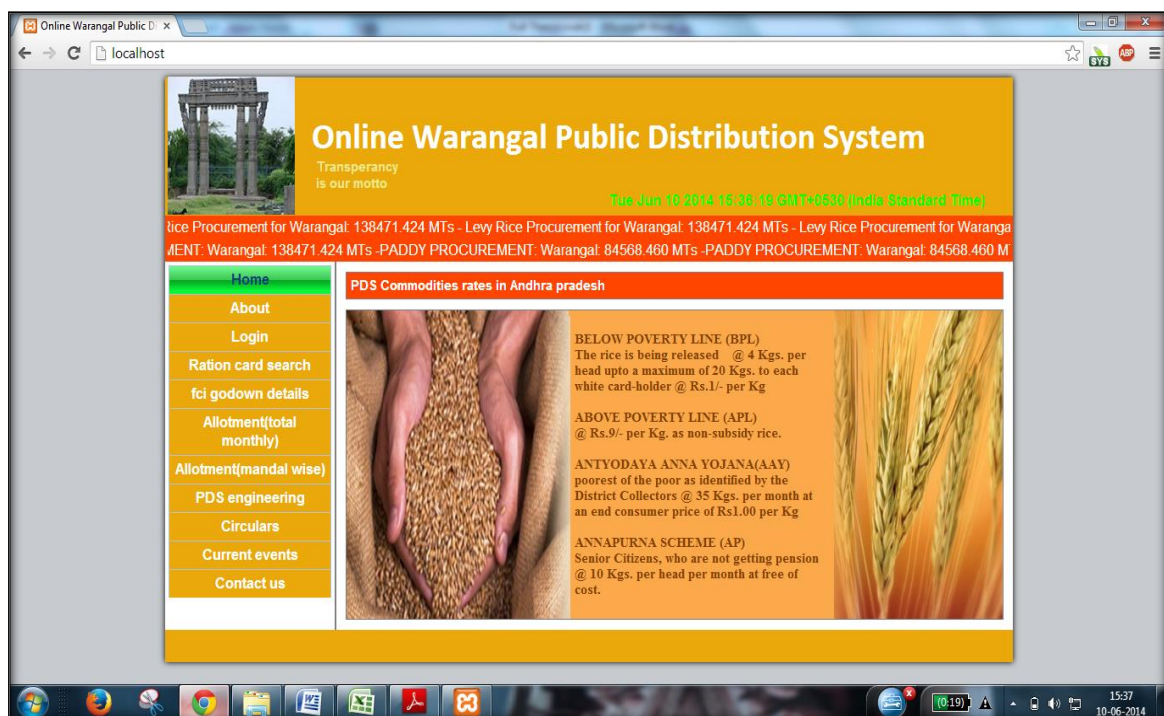 Online Warangal Public D
localhost
SYS
ABP
Online Warangal Public Distribution System
Transperancy
is our motto
Tue Jun 10 2014 15:36:19 GMT+0530 (India Standard Time)
Rice Procurement for Warangal: 138471.424 MTs - Levy Rice Procurement for Warangal: 138471.424 MTs - Levy Rice Procurement for Waranga
MENT: Warangal: 138471.424 MTs -PADDY PROCUREMENT: Warangal: 84568.460 MTs -PADDY PROCUREMENT: Warangal: 84568.460 M
Home
About
Login
Ration card search
fci godown details
Allotment(total
monthly)
Allotment(mandal wise)
PDS engineering
Circulars
Current events
Contact us
PDS Commodities rates in Andhra pradesh
BELOW POVERTY LINE (BPL)
The rice is being released @ 4 Kgs. per
head upto a maximum of 20 Kgs. to each
white card-holder @ Rs.1/- per Kg
ABOVE POVERTY LINE (APL)
@ Rs.9/- per Kg. as non-subsidy rice.
ANTYODAYA ANNA YOJANA(AAY)
poorest of the poor as identified by the
District Collectors @ 35 Kgs. per month at
an end consumer price of Rs1.00 per Kg
ANNAPURNA SCHEME (AP)
Senior Citizens, who are not getting pension
@ 10 Kgs. per head per month at free of
cost.
(0:19)
15:37
10-06-2014